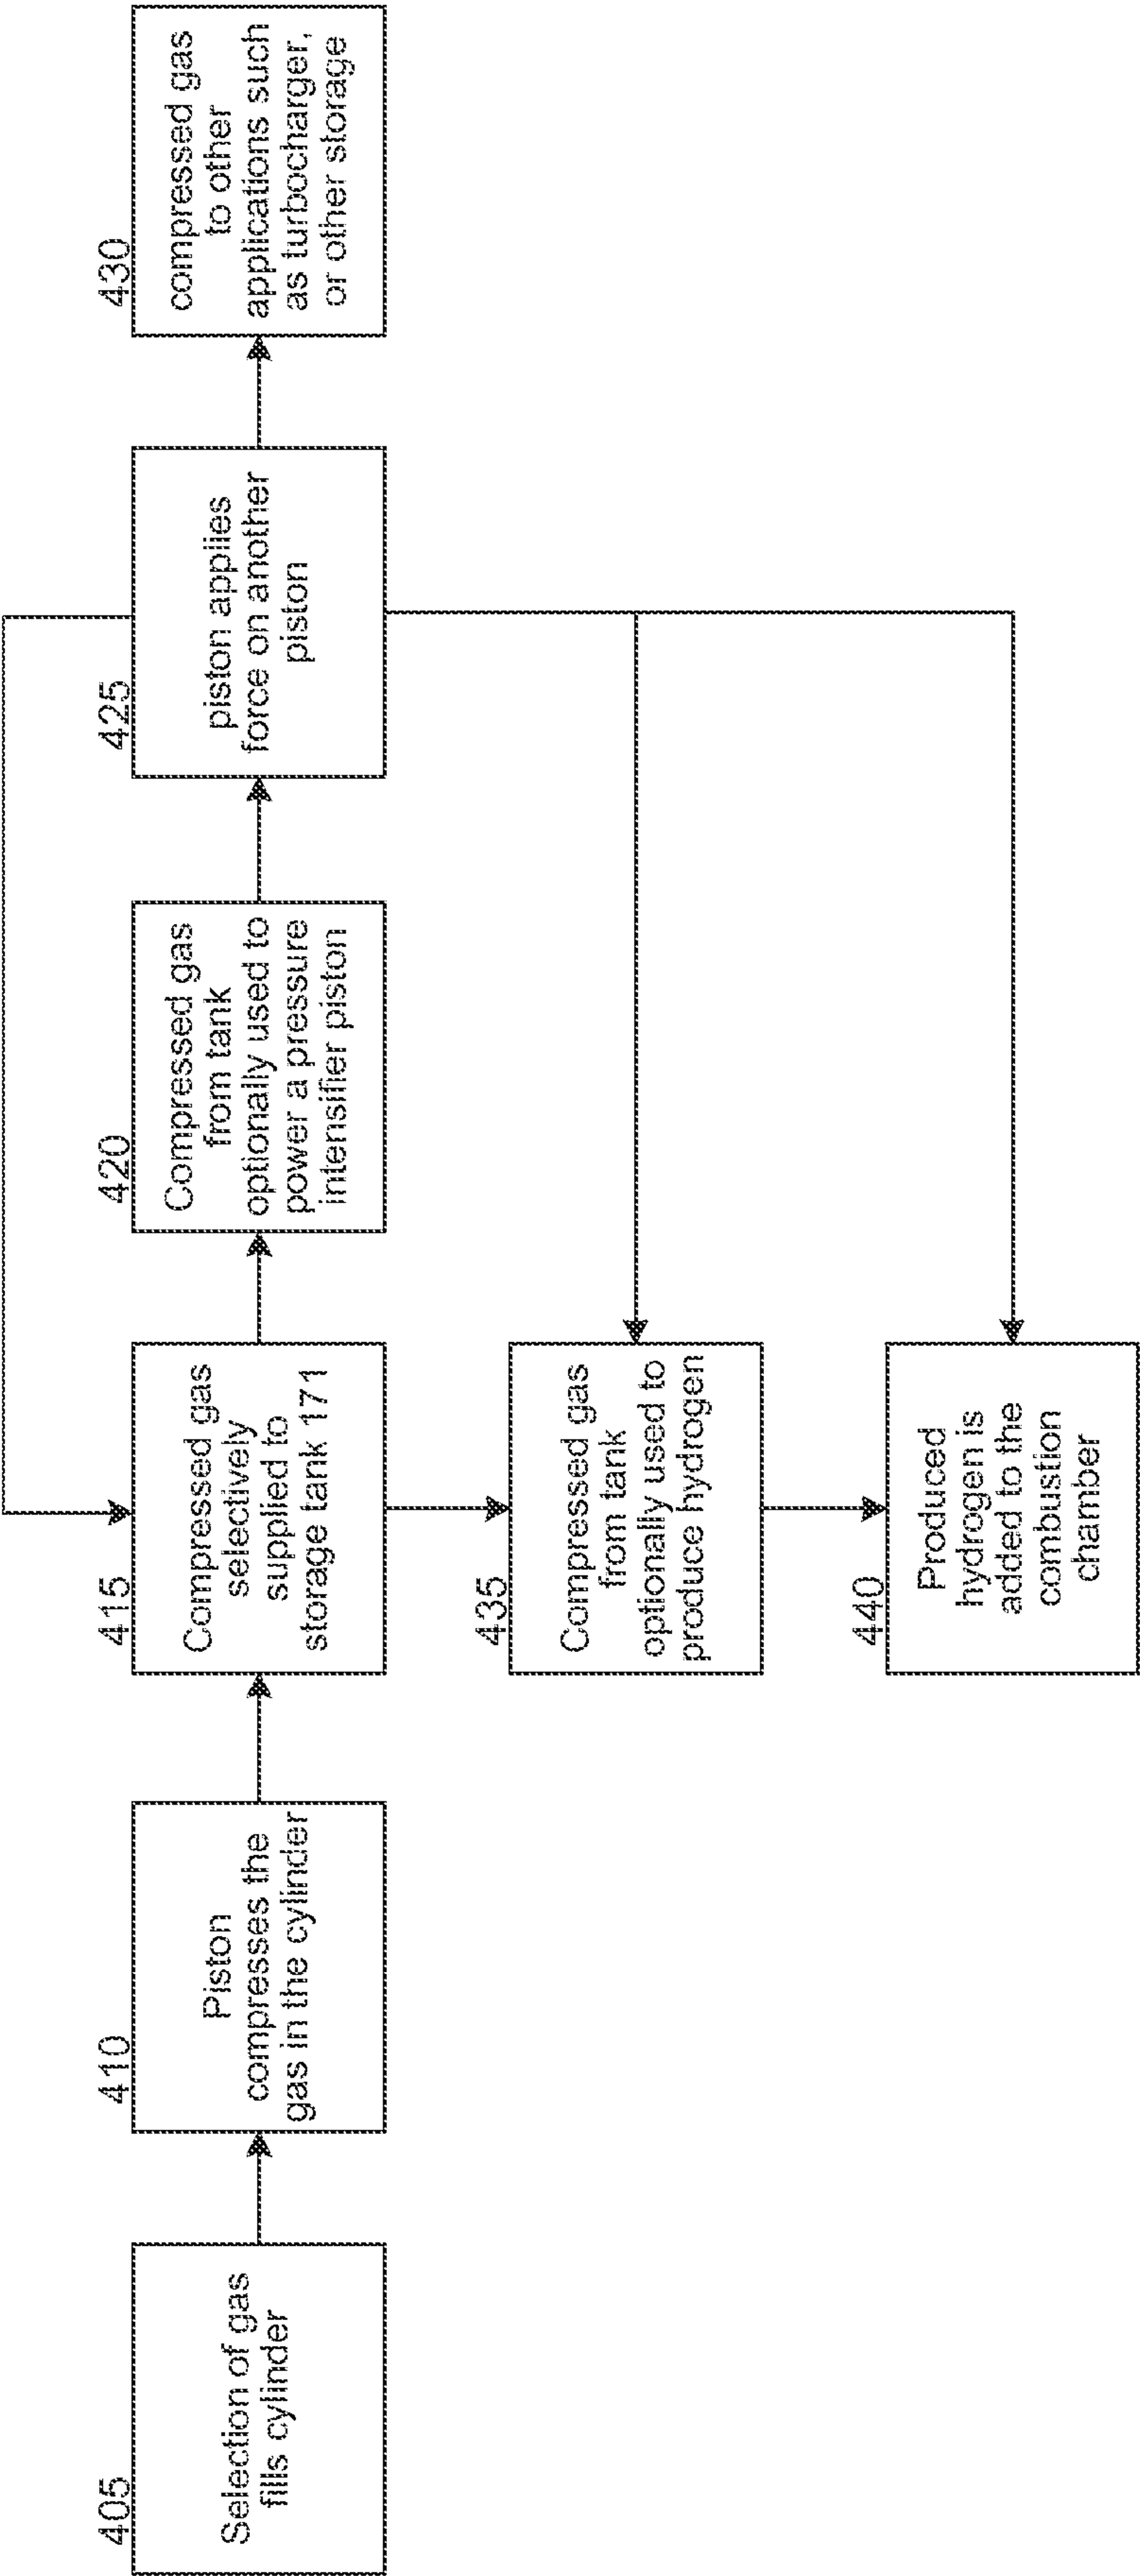 405
Selection of gas
fills cylinder
410
Piston
compresses the
gas in the cylinder
415
Compressed gas
selectively
supplied to
storage tank 171
420
Compressed gas
from tank
optionally used to
power a pressure
intensifier piston
425
piston applies
force on another
piston
430
compressed gas
to other
applications such
as turbocharger,
or other storage
435
Compressed gas
from tank
optionally used to
produce hydrogen
440
Produced
hydrogen is
added to the
combustion
chamber